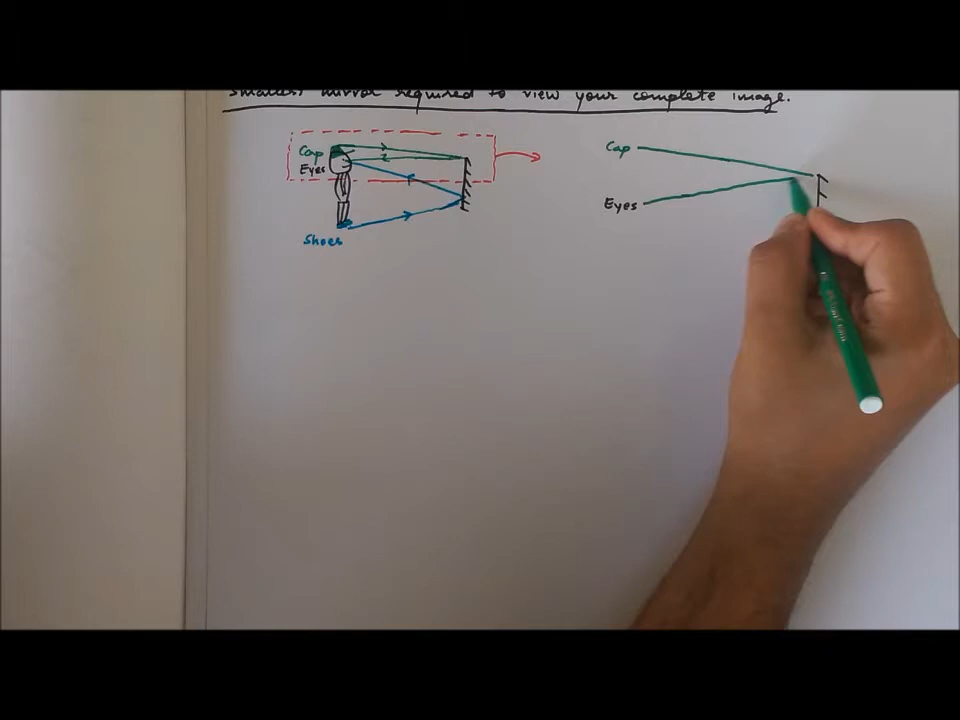 smallest mirror required to view your complete image.
Cap
Eyes
Shoes
Cap
Eyes